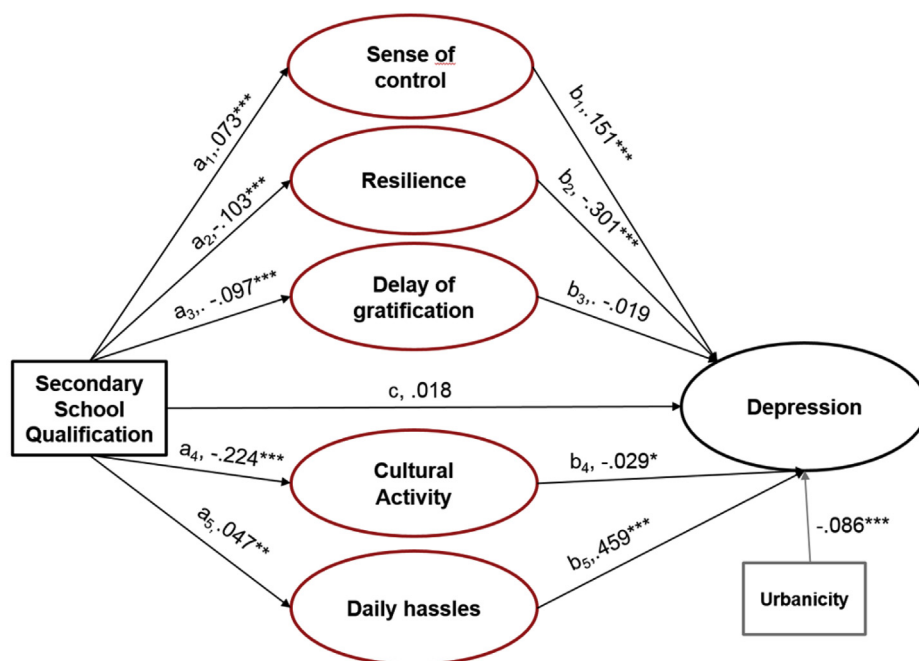 Sense of
control
a1,.073***
b1,.151***
Resilience
a2,-.103***
b2, -.301***
Delay of
gratification
a3,. -.097***
b3,. -.019
Secondary
School
Qualification
c, .018
Depression
a4, -.224***
Cultural
Activity
b4, -.029*
a5,.047**
Daily hassles
b5,.459***
-.086***
Urbanicity